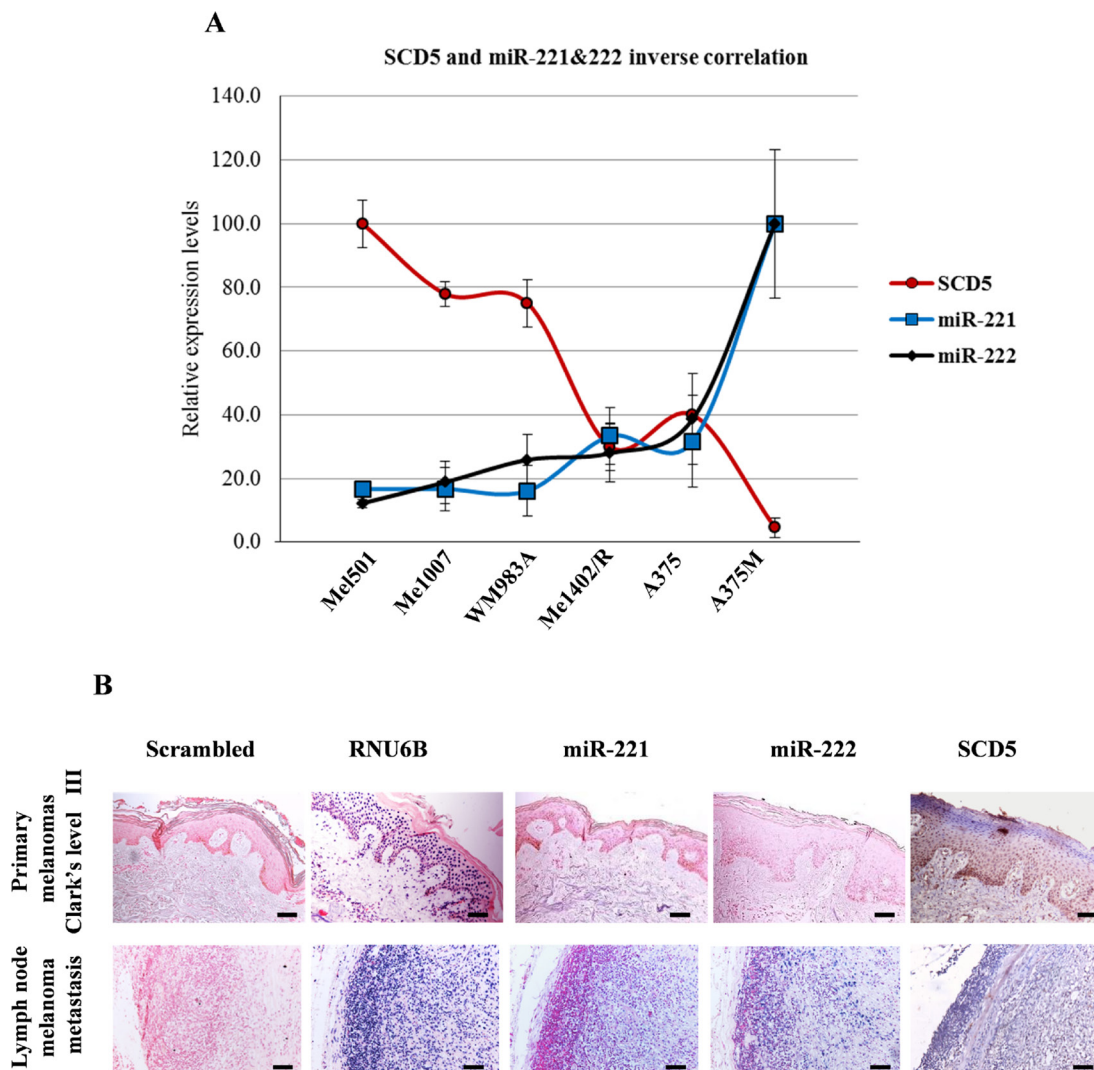 A
SCD5 and miR-221&222 inverse correlation
140.0
120.0
100.0
80.0
60.0
40.0
20.0
0.0
Relative expression levels
Mel501
Me1007
WM983A
Me1402/R
A375
A375M
SCD5
miR-221
miR-222
B
Scrambled
RNU6B
miR-221
miR-222
SCD5
Primary
melanomas
Clark's level III
Lymph node
melanoma
metastasis